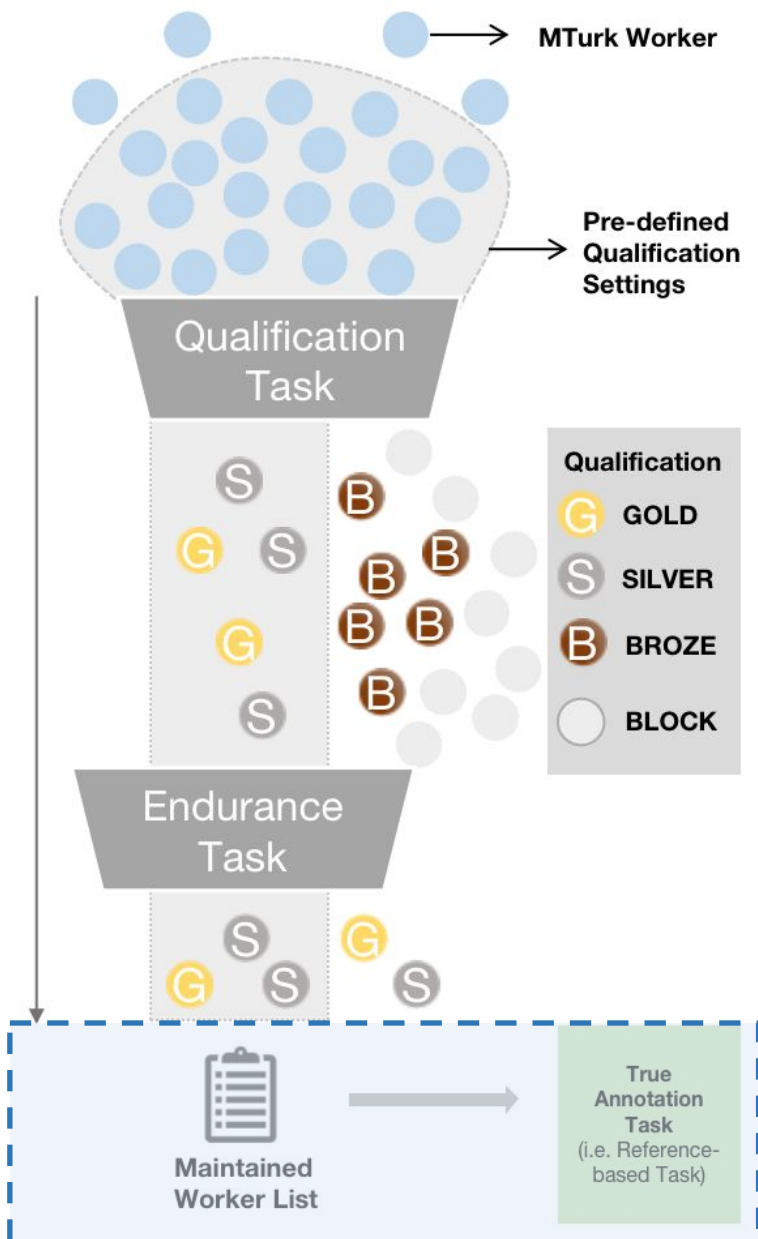 MTurk Worker
Pre-defined
Qualification
Settings
Qualification
Task
S
G
S
G
S
B
B
B
B
B
B
Qualification
G GOLD
S SILVER
B BROZE
BLOCK
Endurance
Task
S
G
S
G
S
Maintained
Worker List
True
Annotation
Task
(i.e. Reference-
based Task)